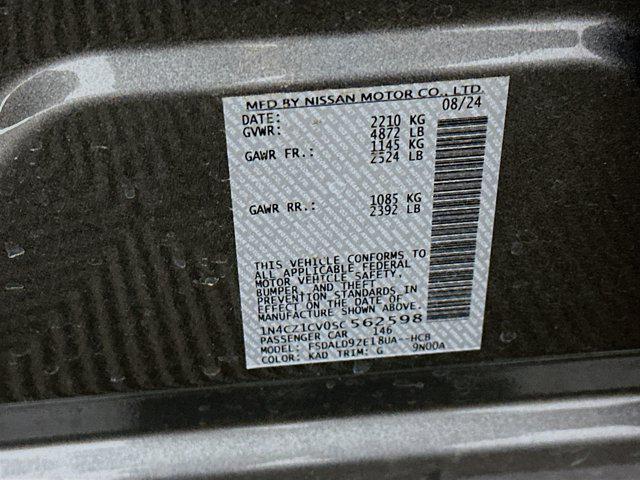 MFD BY NISSAN MOTOR CO., LTD
DATE: 08/24
GVWR: 2210 KG
4872 LB
GAWR FR.: 1145 KG
2524 LB
GAWR RR.: 1085 KG
2392 LB
THIS VEHICLE CONFORMS TO
ALL APPLICABLE FEDERAL
MOTOR VEHICLE SAFETY,
BUMPER, AND THEFT
PREVENTION STANDARDS IN
EFFECT ON THE DATE OF
MANUFACTURE SHOWN ABOVE.
1N4CZ1CV0SC562598
PASSENGER CAR 146
MODEL: FSDALD9ZE18UA--HCB
COLOR: KAD TRIM: G 9N00A